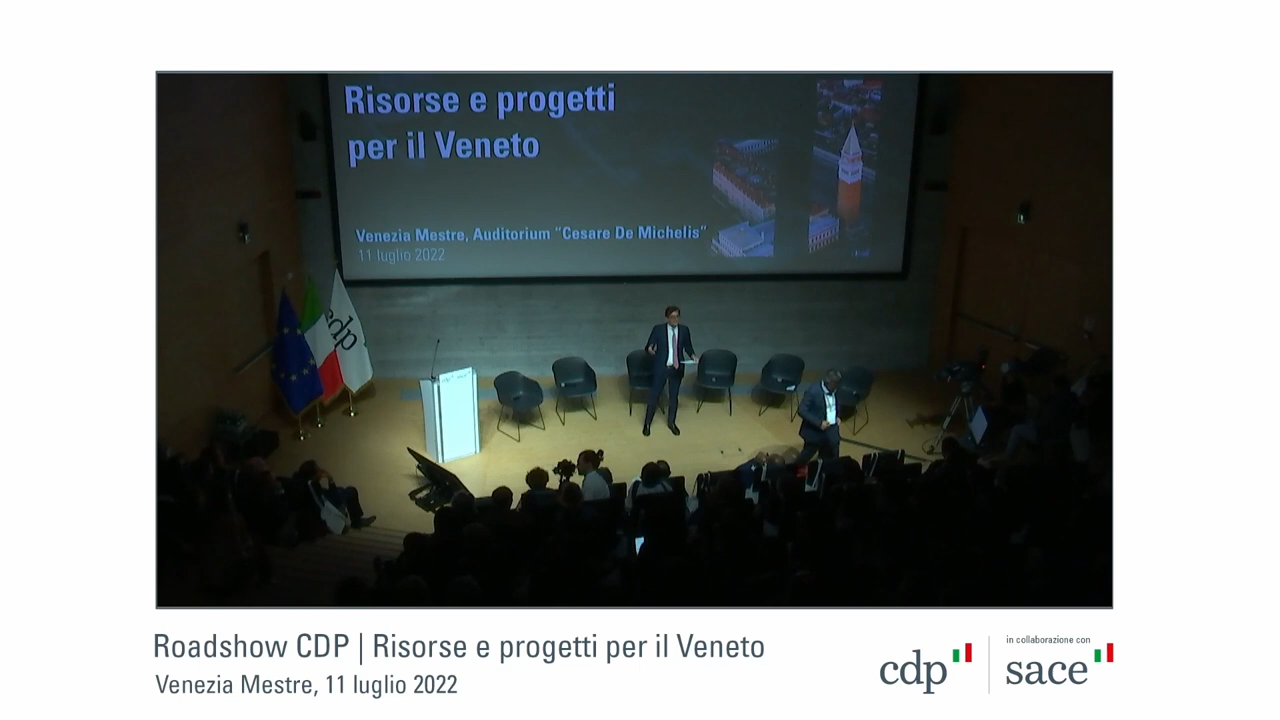 Risorse e progetti
per il Veneto
Venezia Mestre, Auditorium "Cesare De Michelis"
11 luglio 2022
cdp
Roadshow CDP | Risorse e progetti per il Veneto
Venezia Mestre, 11 luglio 2022
cdp
in collaborazione con
sace